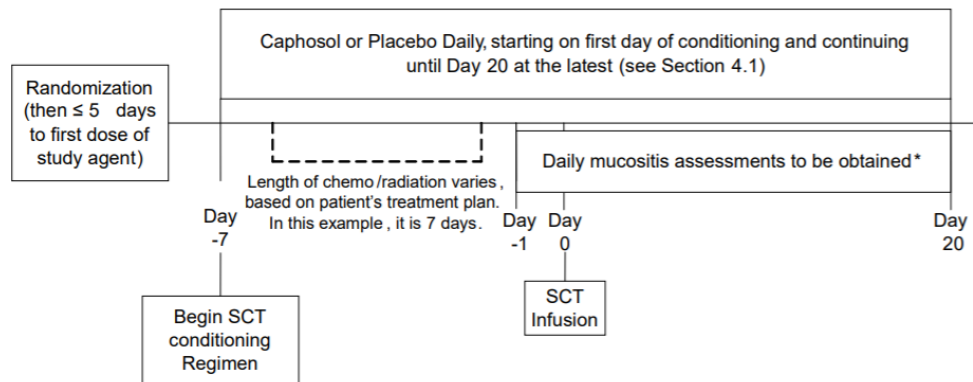 Caphosol or Placebo Daily, starting on first day of conditioning and continuing
until Day 20 at the latest (see Section 4.1)
Randomization
(then ≤ 5 days
to first dose of
study agent)
Daily mucositis assessments to be obtained*
Length of chemo/radiation varies,
based on patient's treatment plan.
In this example, it is 7 days.
Day
-7
Day
-1
Day
0
Day
20
SCT
Infusion
Begin SCT
conditioning
Regimen